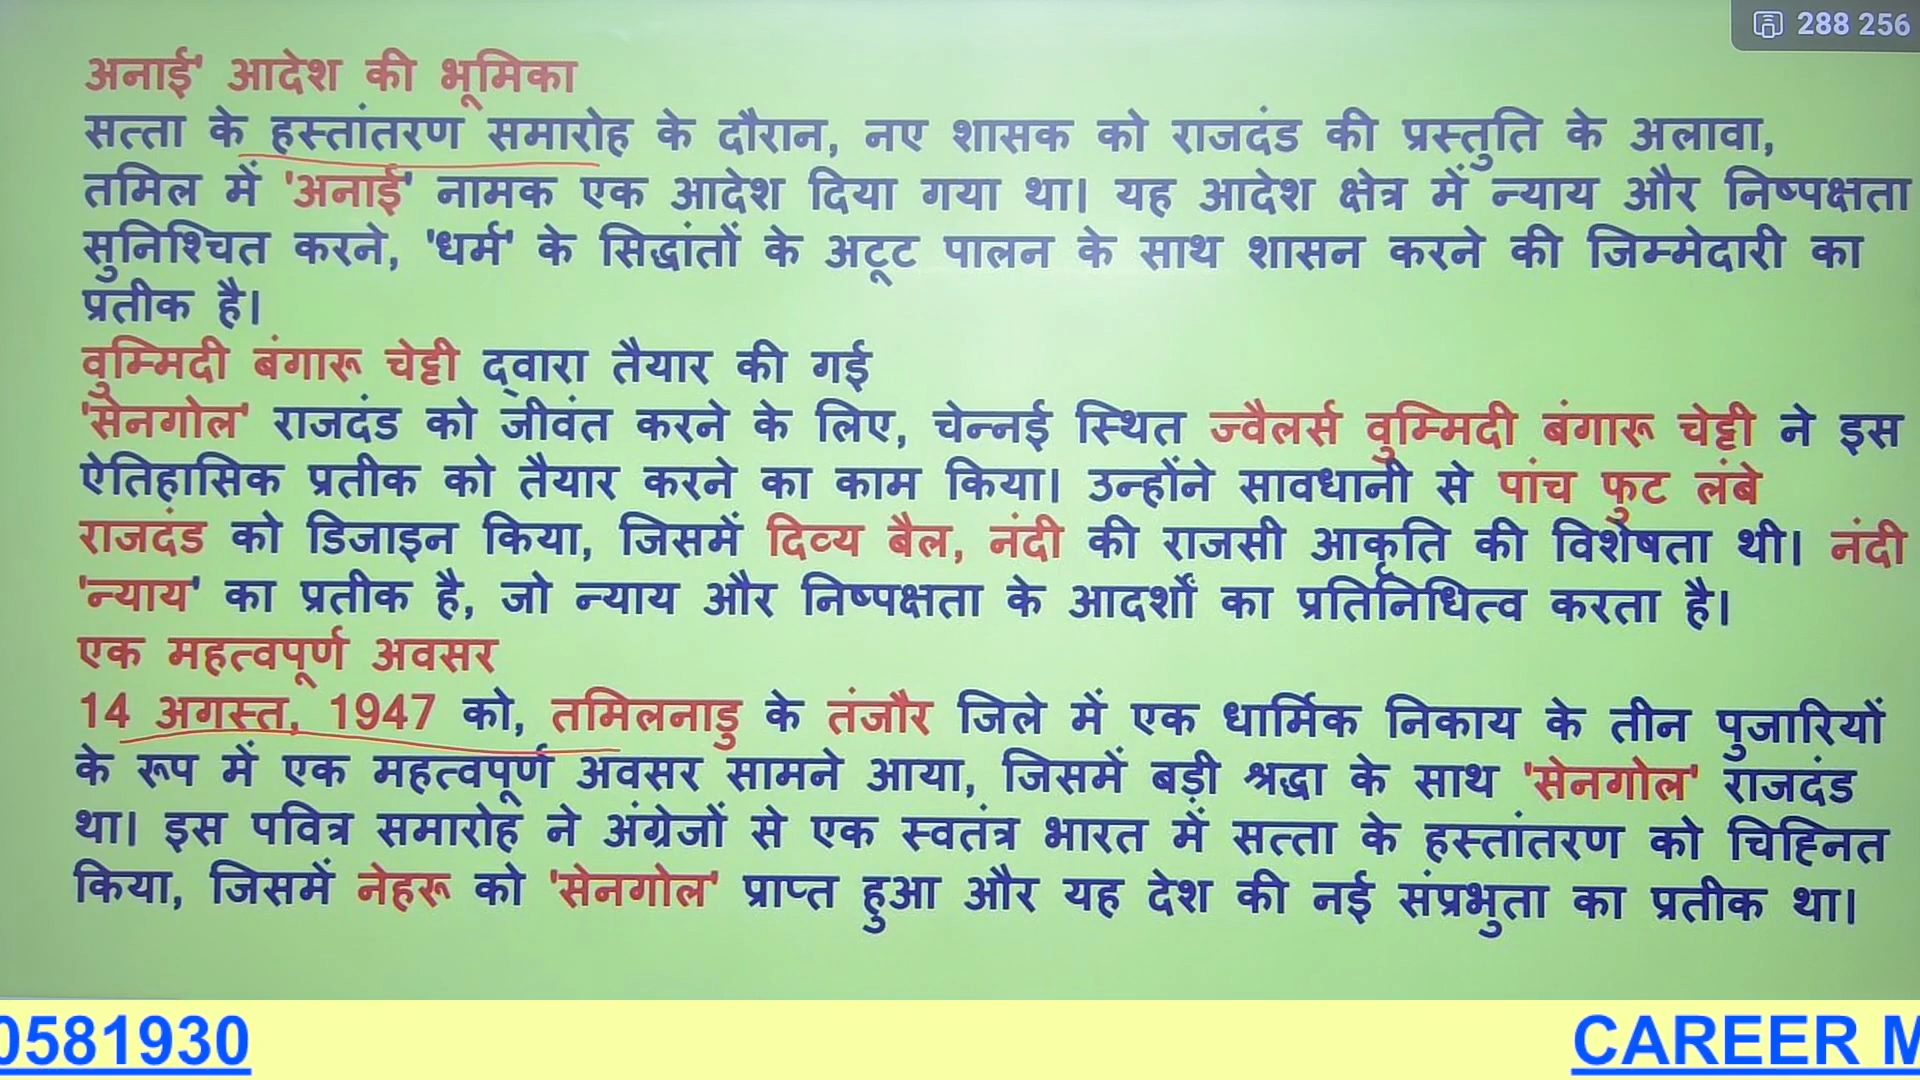 288 256
अनाई' आदेश की भूमिका
सत्ता के हस्तांतरण समारोह के दौरान, नए शासक को राजदंड की प्रस्तुति के अलावा,
तमिल में 'अनाई' नामक एक आदेश दिया गया था। यह आदेश क्षेत्र में न्याय और निष्पक्षता
सुनिश्चित करने, 'धर्म' के सिद्धांतों के अटूट पालन के साथ शासन करने की जिम्मेदारी का
प्रतीक है।
वुम्मिदी बंगारू चेट्टी द्वारा तैयार की गई
'सेनगोल' राजदंड को जीवंत करने के लिए, चेन्नई स्थित ज्वैलर्स वुम्मिदी बंगारू चेट्टी ने इस
ऐतिहासिक प्रतीक को तैयार करने का काम किया। उन्होंने सावधानी से पांच फुट लंबे
राजदंड को डिजाइन किया, जिसमें दिव्य बैल, नंदी की राजसी आकृति की विशेषता थी। नंदी
'न्याय' का प्रतीक है, जो न्याय और निष्पक्षता के आदर्शों का प्रतिनिधित्व करता है।
एक महत्वपूर्ण अवसर
14 अगस्त, 1947 को, तमिलनाडु के तंजौर जिले में एक धार्मिक निकाय के तीन पुजारियों
के रूप में एक महत्वपूर्ण अवसर सामने आया, जिसमें बड़ी श्रद्धा के साथ 'सेनगोल' राजदंड
था। इस पवित्र समारोह ने अंग्रेजों से एक स्वतंत्र भारत में सत्ता के हस्तांतरण को चिह्नित
किया, जिसमें नेहरू को 'सेनगोल' प्राप्त हुआ और यह देश की नई संप्रभुता का प्रतीक था।
0581930 CAREER M